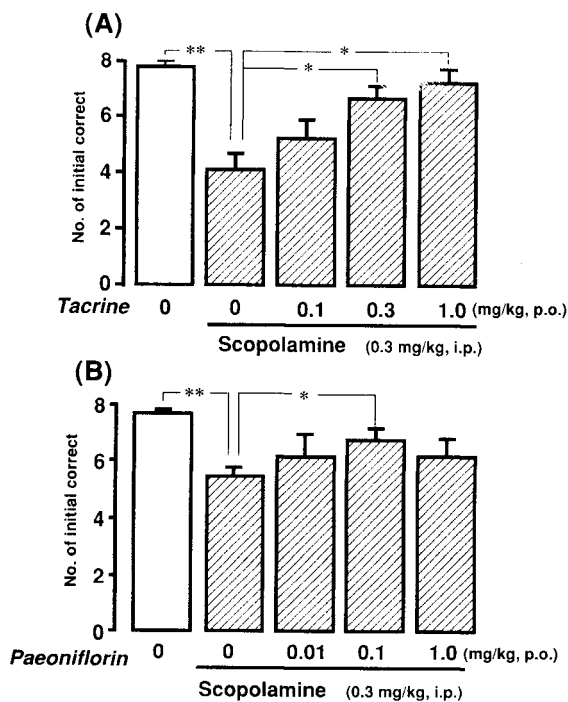 (A)
No. of initial correct
8
6
4
2
0
** * *
Tacrine 0 0 0.1 0.3 1.0 (mg/kg, p.o.)
Scopolamine (0.3 mg/kg, i.p.)
(B)
No. of initial correct
8
6
4
2
0
** *
Paeoniflorin 0 0 0.01 0.1 1.0 (mg/kg, p.o.)
Scopolamine (0.3 mg/kg, i.p.)